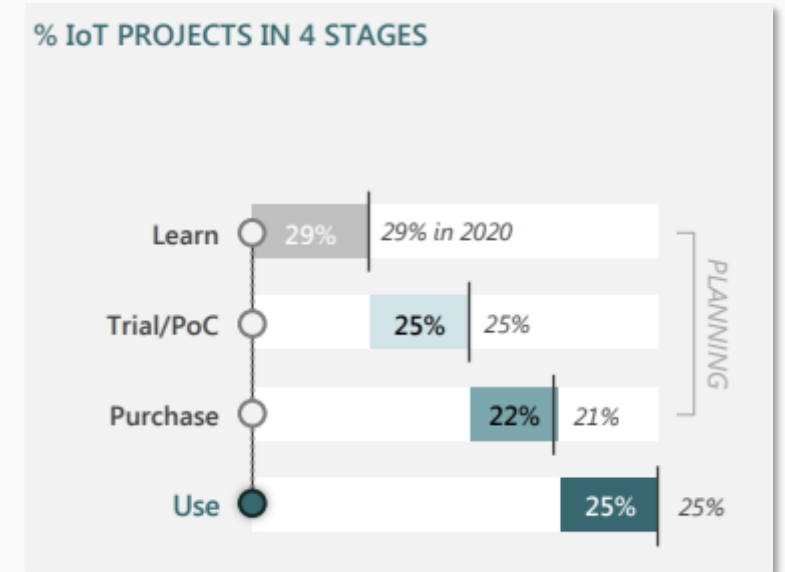 % IoT PROJECTS IN 4 STAGES
Learn 29% 29% in 2020
Trial/PoC 25% 25%
PLANNING
Purchase 22% 21%
Use 25% 25%